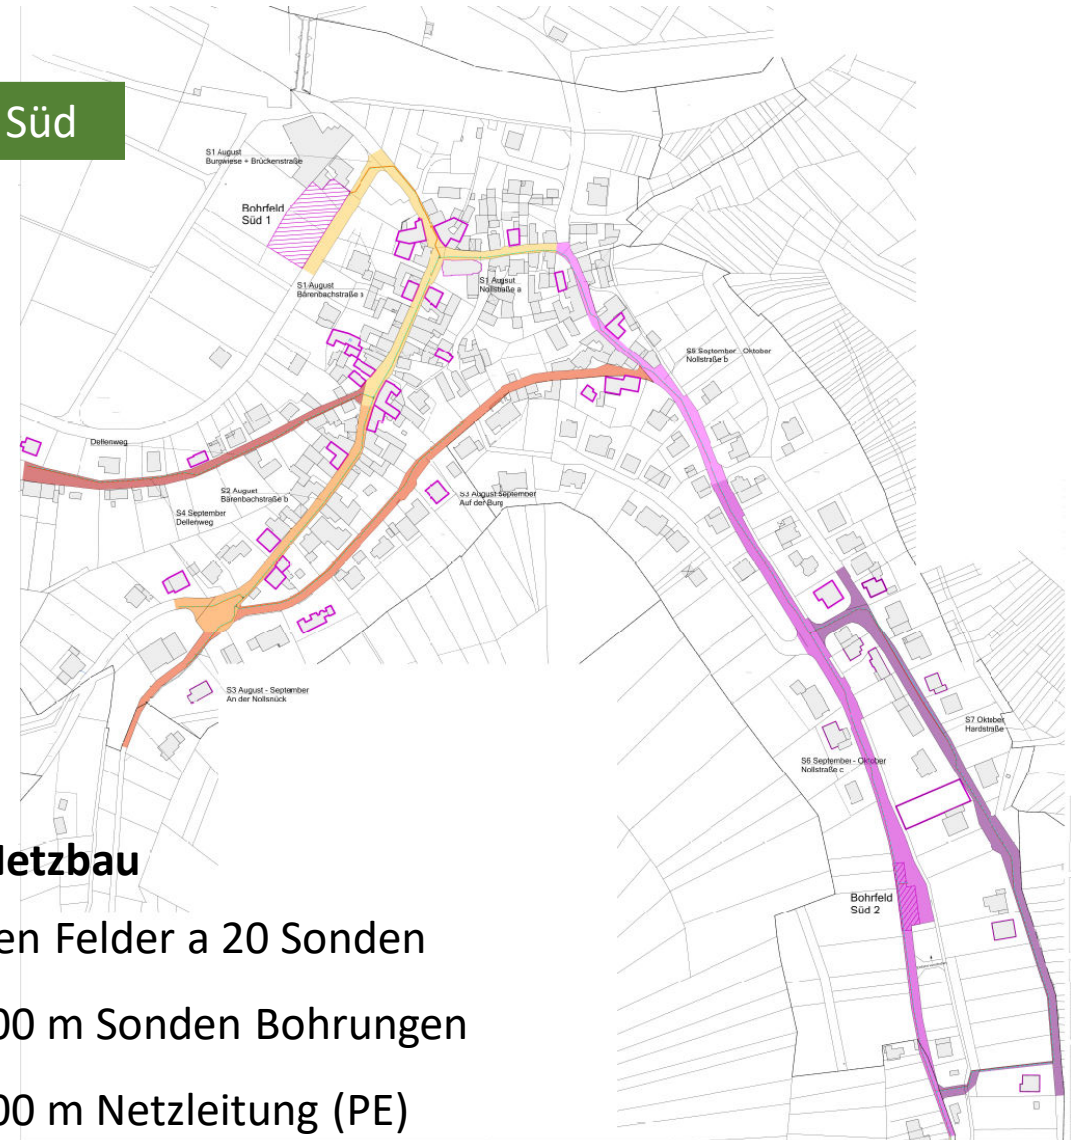 Süd
S1 August
Burgwiese + Brückenstraße
Bohrfeld
Süd 1
S1 August
Bärenbachstraße a
S1 August
Nollstraße a
S5 September - Oktober
Nollstraße b
Dellenweg
S2 August
Bärenbachstraße b
S4 September
Dellenweg
S3 August September
Auf der Burg
S3 August - September
An der Nollsnück
S7 Oktober
Hardstraße
S6 September - Oktober
Nollstraße c
Bohrfeld
Süd 2
Netzbau
en Felder a 20 Sonden
00 m Sonden Bohrungen
00 m Netzleitung (PE)